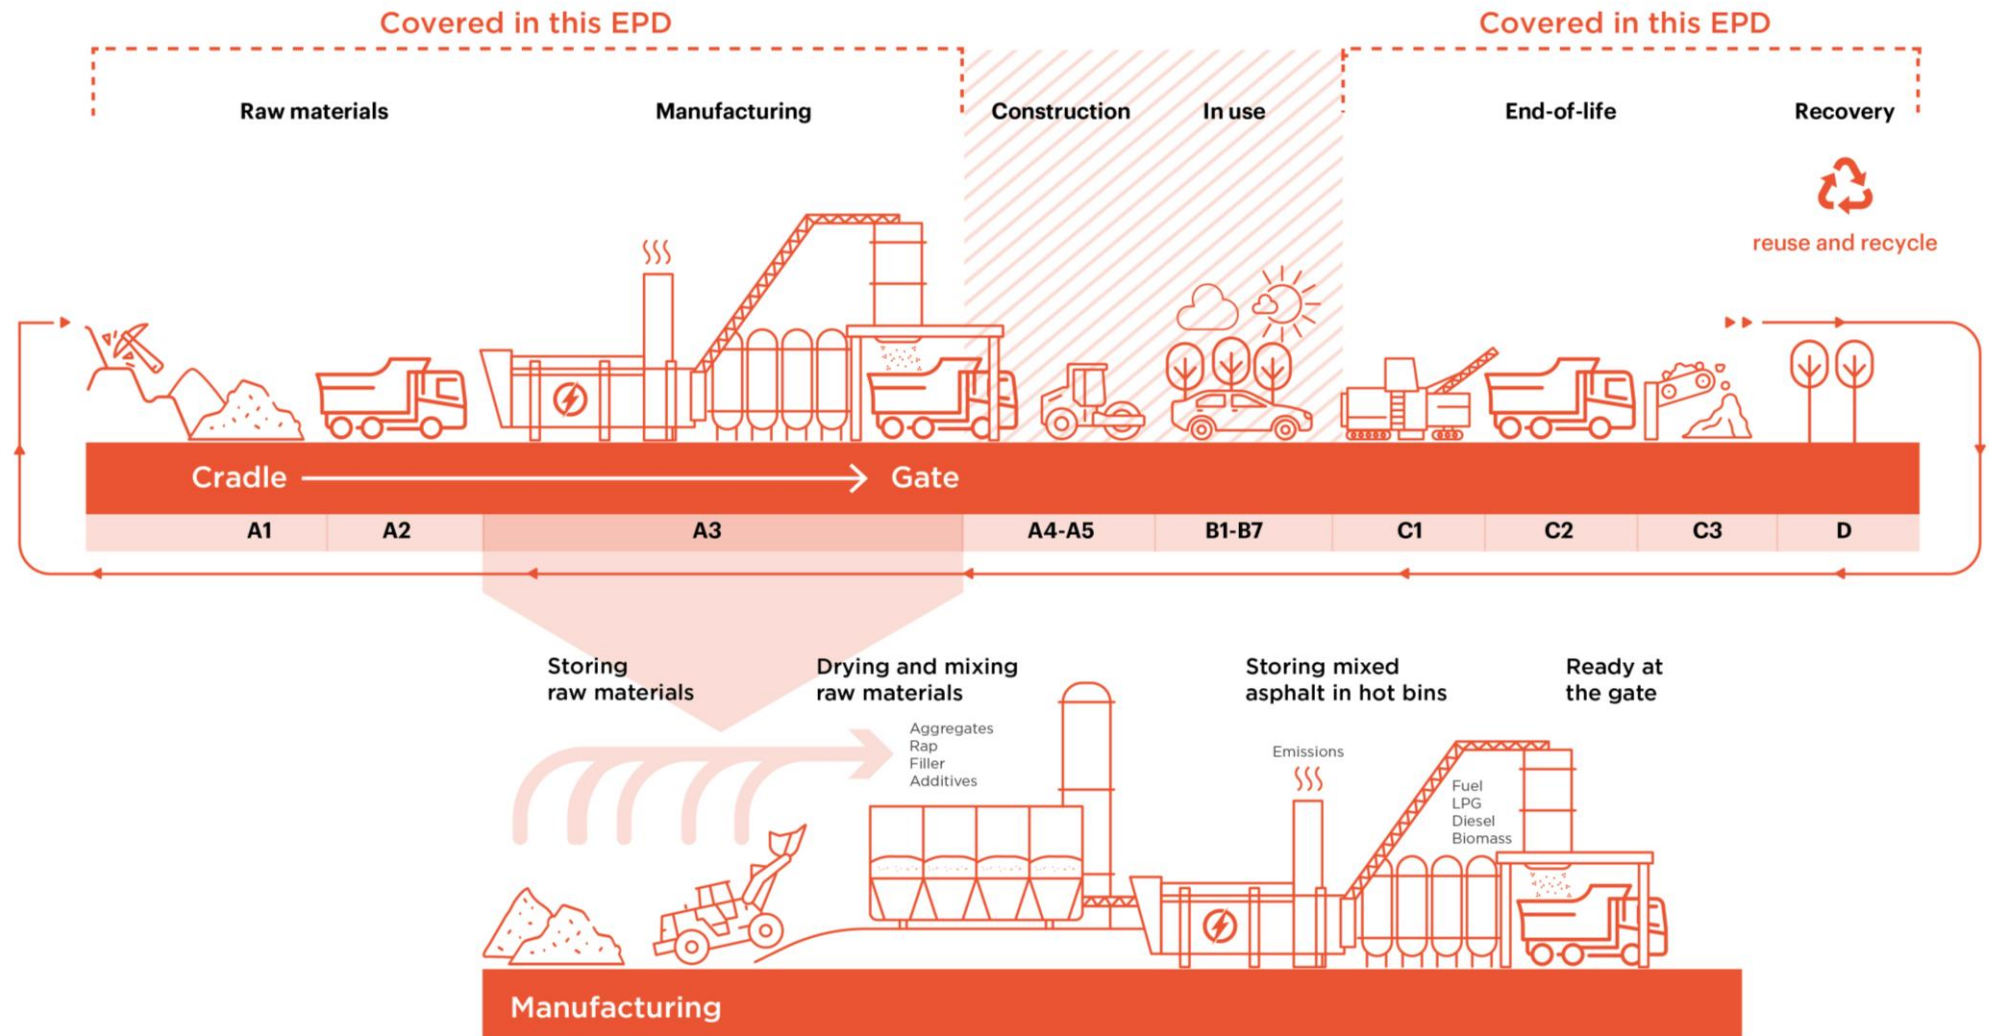 Covered in this EPD
Covered in this EPD
Raw materials
Manufacturing
Construction
In use
End-of-life
Recovery
reuse and recycle
Cradle
Gate
A1
A2
A3
A4-A5
B1-B7
C1
C2
C3
D
Storing
raw materials
Drying and mixing
raw materials
Storing mixed
asphalt in hot bins
Ready at
the gate
Aggregates
Rap
Filler
Additives
Emissions
Fuel
LPG
Diesel
Biomass
Manufacturing